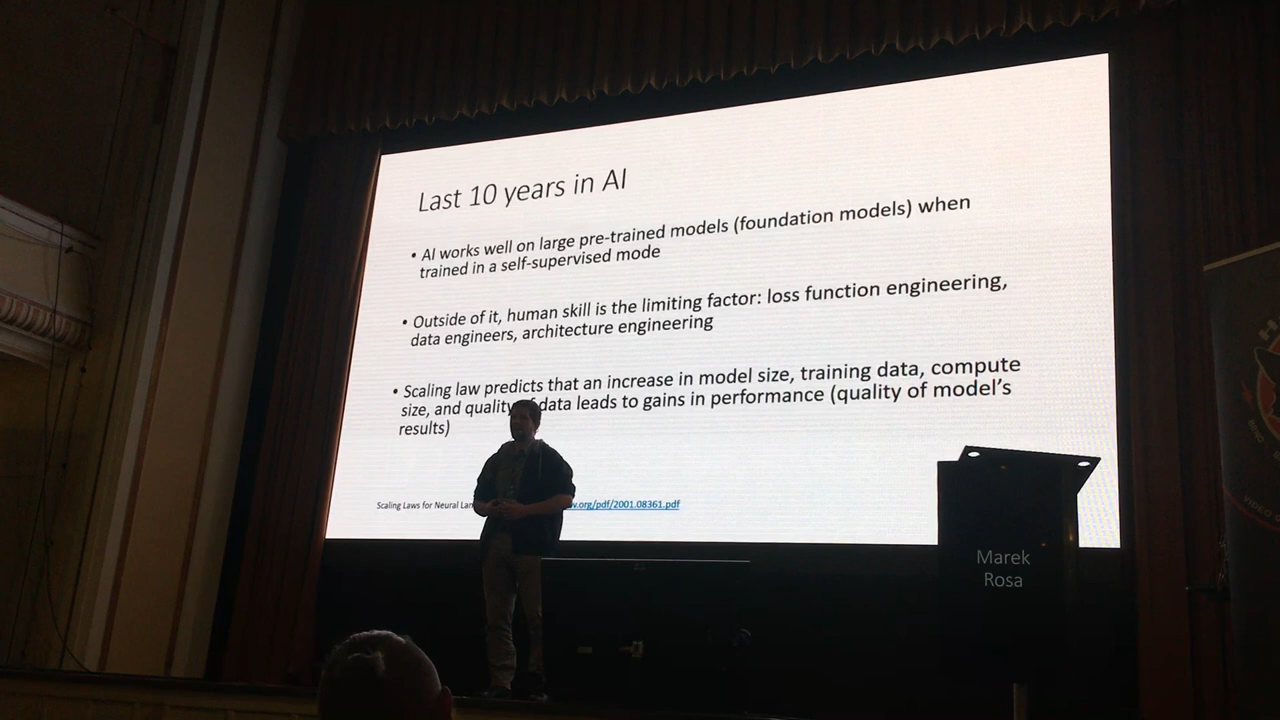 Last 10 years in AI
• AI works well on large pre-trained models (foundation models) when
trained in a self-supervised mode
• Outside of it, human skill is the limiting factor: loss function engineering,
data engineers, architecture engineering
• Scaling law predicts that an increase in model size, training data, compute
size, and quality data leads to gains in performance (quality of model’s
results)
Scaling Laws for Neural .org/pdf/2001.08361.pdf
Marek
Rosa